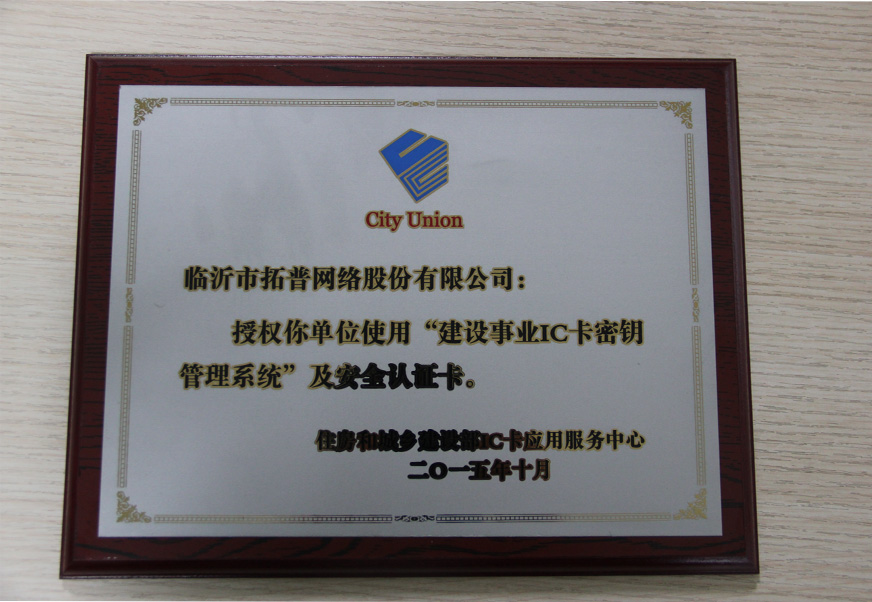 City Union
临沂市拓普网络股份有限公司：
授权你单位使用“建设事业IC卡密钥
管理系统”及安全认证卡。
住房和城乡建设部IC卡应用服务中心
二〇一五年十月